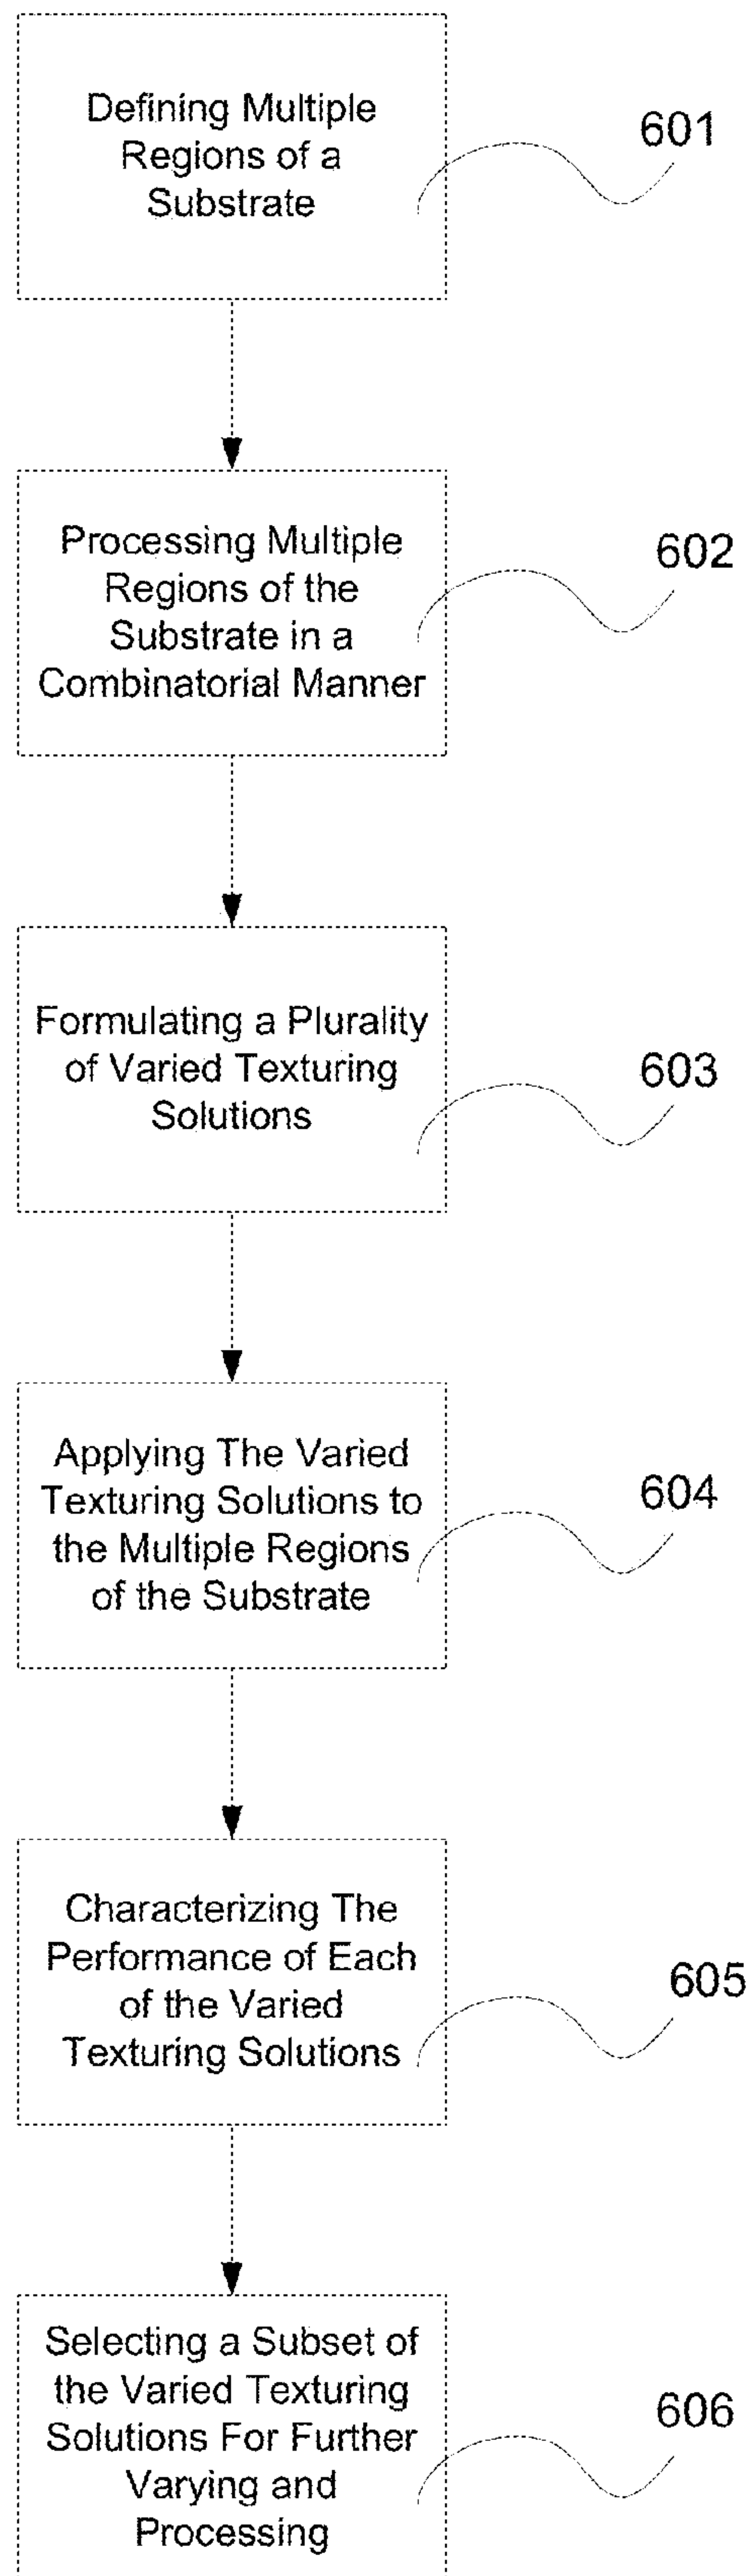 Defining Multiple
Regions of a
Substrate
601
Processing Multiple
Regions of the
Substrate in a
Combinatorial Manner
602
Formulating a Plurality
of Varied Texturing
Solutions
603
Applying The Varied
Texturing Solutions to
the Multiple Regions
of the Substrate
604
Characterizing The
Performance of Each
of the Varied
Texturing Solutions
605
Selecting a Subset of
the Varied Texturing
Solutions For Further
Varying and
Processing
606